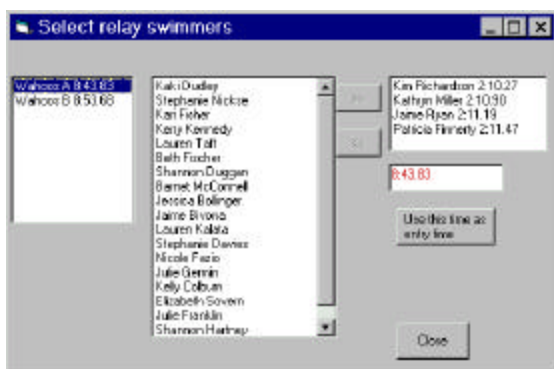 Select relay swimmers
Wahoos A 8:43.83
Wahoos B 8:53.68
Kaki Dudley
Stephanie Nickse
Kari Fisher
Kerry Kennedy
Lauren Taft
Beth Fischer
Shannon Duggan
Barnet McConnell
Jessica Bollinger
Jaime Bivona
Lauren Kalata
Stephanie Davies
Nicole Fazio
Julie Germin
Kelly Colburn
Elizabeth Sovern
Julie Franklin
Shannon Hartney
Kim Richardson 2:10.27
Kathryn Miller 2:10.90
Jamie Ryan 2:11.19
Patricia Finnerty 2:11.47
8:43.83
Use this time as
entry time
Close